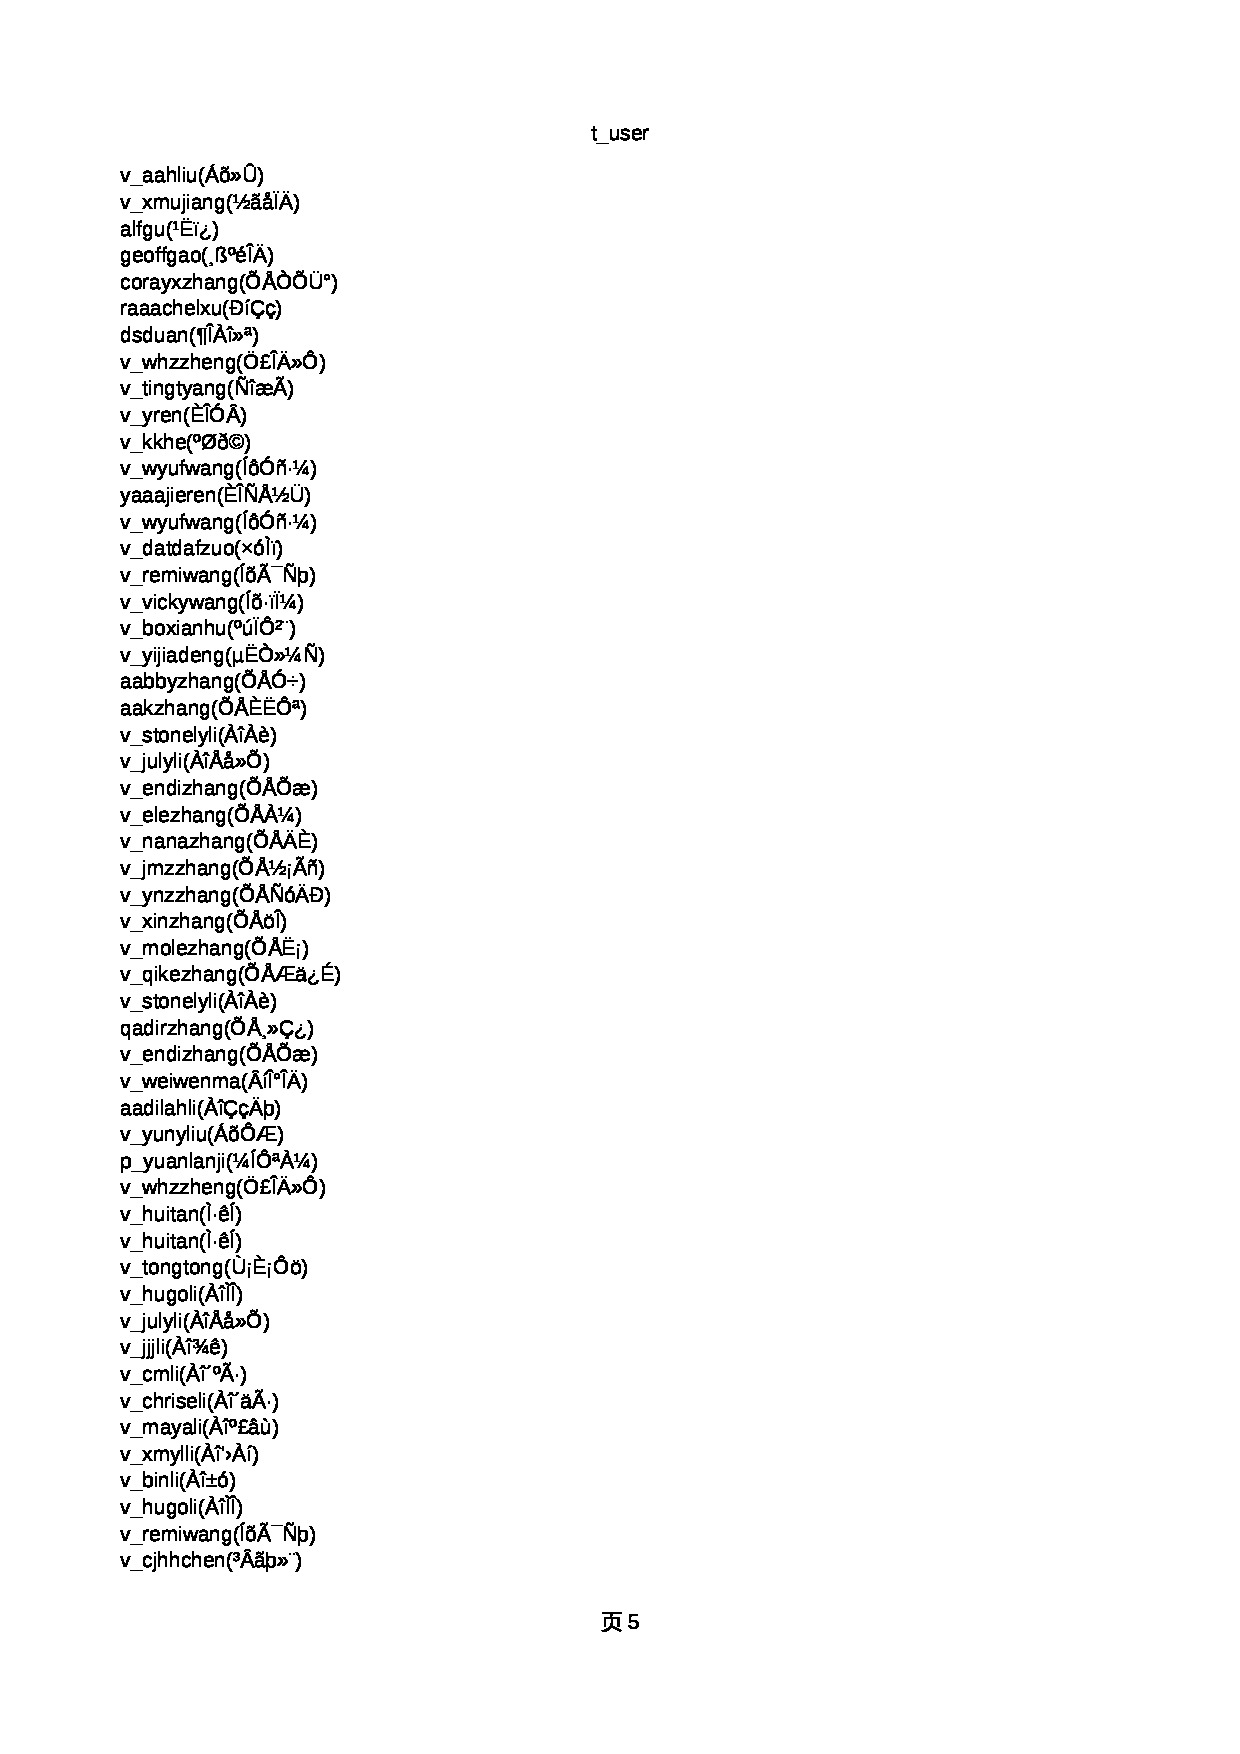 t_user
v_aahliu(Áõ»Û)
v_xmujiang(½ãåÏÄ)
alfgu(¹Ëï¿)
geoffgao(¸ßºéÎÄ)
corayxzhang(ÕÅÒÕÜ°)
raaachelxu(ÐíÇç)
dsduan(¶ÎÀî»ª)
v_whzzheng(Ö£ÎÄ»Ô)
v_tingtyang(ÑîæÃ)
v_yren(ÈÎÓÂ)
v_kkhe(ºØð©)
v_wyufwang(ÍôÓñ·¼)
yaaajieren(ÈÎÑÅ½Ü)
v_wyufwang(ÍôÓñ·¼)
v_datdafzuo(×óÌï)
v_remiwang(ÍõÃ¯Ñþ)
v_vickywang(Íõ·ïÏ¼)
v_boxianhu(ºúÏÔ²¨)
v_yijiadeng(µËÒ»¼Ñ)
aabbyzhang(ÕÅÓ÷)
aakzhang(ÕÅÈËÔª)
v_stonelyli(ÀîÀè)
v_julyli(ÀîÅå»Õ)
v_endizhang(ÕÅÕæ)
v_elezhang(ÕÅÀ¼)
v_nanazhang(ÕÅÄÈ)
v_jmzzhang(ÕÅ½¡Ãñ)
v_ynzzhang(ÕÅÑóÄÐ)
v_xinzhang(ÕÅöÎ)
v_molezhang(ÕÅË¡)
v_qikezhang(ÕÅÆä¿É)
v_stonelyli(ÀîÀè)
qadirzhang(ÕÅ¸»Ç¿)
v_endizhang(ÕÅÕæ)
v_weiwenma(ÂíÎ°ÎÄ)
aadilahli(ÀîÇçÄþ)
v_yunyliu(ÁõÔÆ)
p_yuanlanji(¼ÍÔªÀ¼)
v_whzzheng(Ö£ÎÄ»Ô)
v_huitan(Ì·êÍ)
v_huitan(Ì·êÍ)
v_tongtong(Ù¡È¡Ôö)
v_hugoli(ÀîÌÎ)
v_julyli(ÀîÅå»Õ)
v_jjjli(Àî¾ê)
v_cmli(Àî´ºÃ·)
v_chriseli(Àî´äÃ·)
v_mayali(Àîº£âù)
v_xmylli(Àî'›Àí)
v_binli(Àî±ó)
v_hugoli(ÀîÌÎ)
v_remiwang(ÍõÃ¯Ñþ)
v_cjhhchen(³Âãþ»¨)
页 5